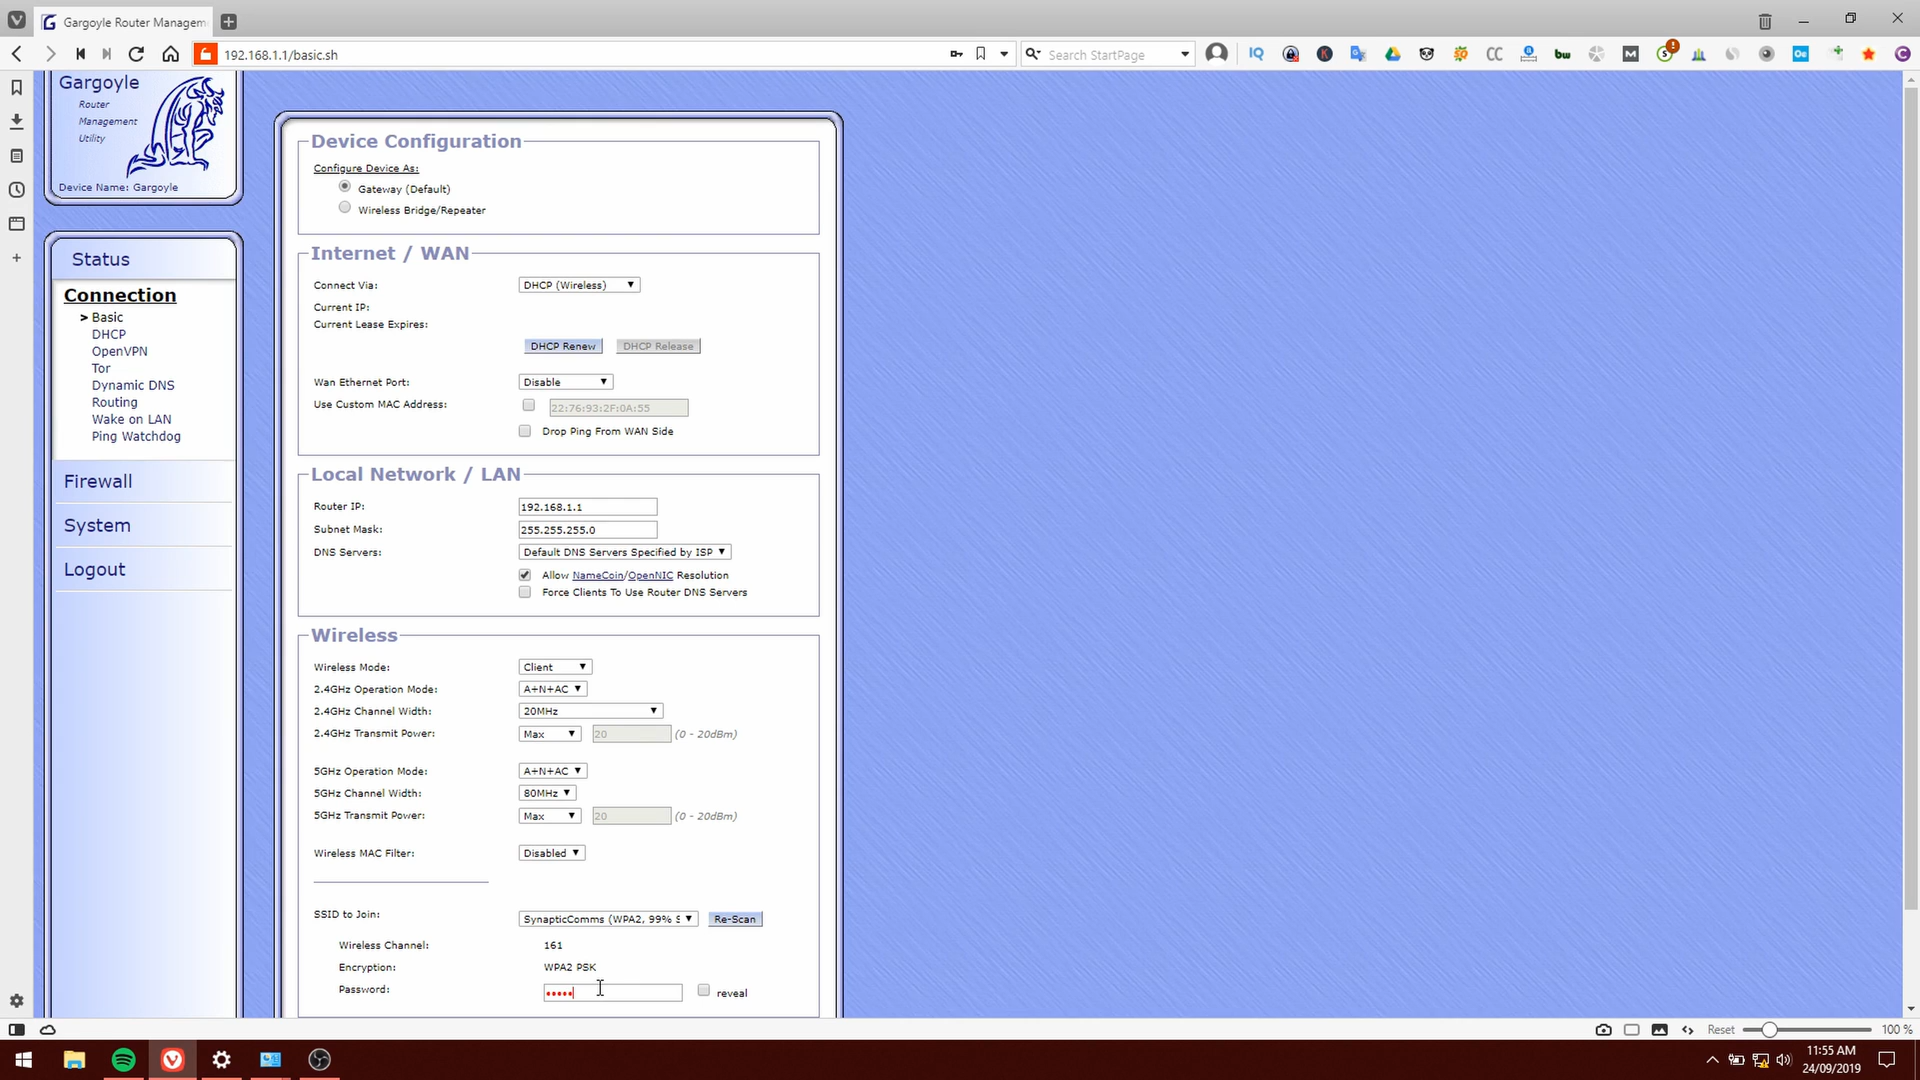 Gargoyle Router Managem
192.168.1.1/basic.sh
Search StartPage
Gargoyle
Router
Management
Utility
Device Name: Gargoyle
Status
Connection
> Basic
DHCP
OpenVPN
Tor
Dynamic DNS
Routing
Wake on LAN
Ping Watchdog
Firewall
System
Logout
Device Configuration
Configure Device As:
Gateway (Default)
Wireless Bridge/Repeater
Internet / WAN
Connect Via: DHCP (Wireless)
Current IP:
Current Lease Expires:
DHCP Renew DHCP Release
Wan Ethernet Port: Disable
Use Custom MAC Address: 22:76:93:2F:0A:55
Drop Ping From WAN Side
Local Network / LAN
Router IP: 192.168.1.1
Subnet Mask: 255.255.255.0
DNS Servers: Default DNS Servers Specified by ISP
Allow NameCoin/OpenNIC Resolution
Force Clients To Use Router DNS Servers
Wireless
Wireless Mode: Client
2.4GHz Operation Mode: A+N+AC
2.4GHz Channel Width: 20MHz
2.4GHz Transmit Power: Max 20 (0 - 20dBm)
5GHz Operation Mode: A+N+AC
5GHz Channel Width: 80MHz
5GHz Transmit Power: Max 20 (0 - 20dBm)
Wireless MAC Filter: Disabled
SSID to Join: SynapticComms (WPA2, 99% S Re-Scan
Wireless Channel: 161
Encryption: WPA2 PSK
Password: ••••• reveal
Reset 100 %
11:55 AM
24/09/2019